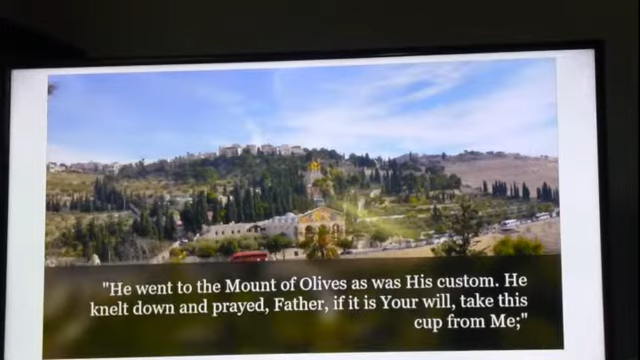 "He went to the Mount of Olives as was His custom. He
knelt down and prayed, Father, if it is Your will, take this
cup from Me;"